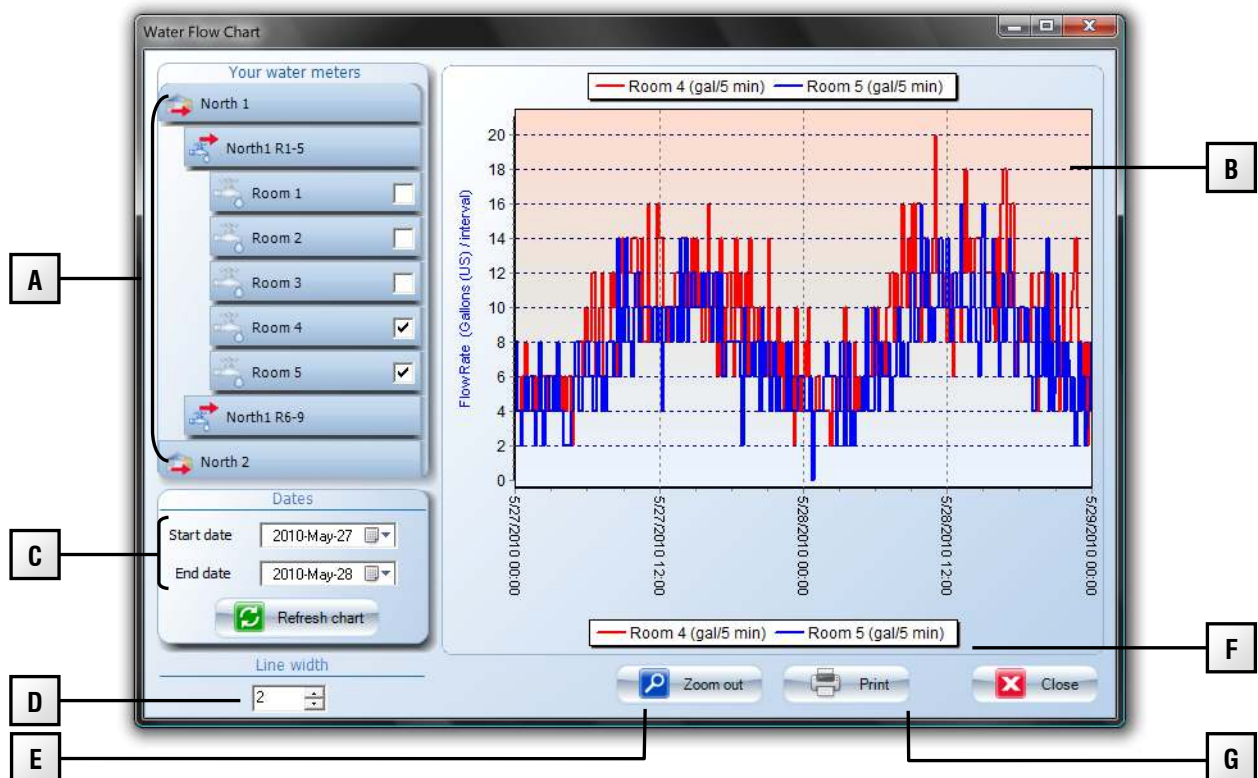 Water Flow Chart
Your water meters
North 1
North1 R1-5
Room 1
Room 2
Room 3
Room 4
Room 5
North1 R6-9
North 2
Dates
Start date 2010-May-27
End date 2010-May-28
Refresh chart
Line width
2
Room 4 (gal/5 min) Room 5 (gal/5 min)
FlowRate (Gallons (US) / interval)
20
18
16
14
12
10
8
6
4
2
0
5/27/2010 00:00
5/27/2010 12:00
5/28/2010 00:00
5/28/2010 12:00
5/29/2010 00:00
Room 4 (gal/5 min) Room 5 (gal/5 min)
Zoom out
Print
Close
A
B
C
D
E
F
G